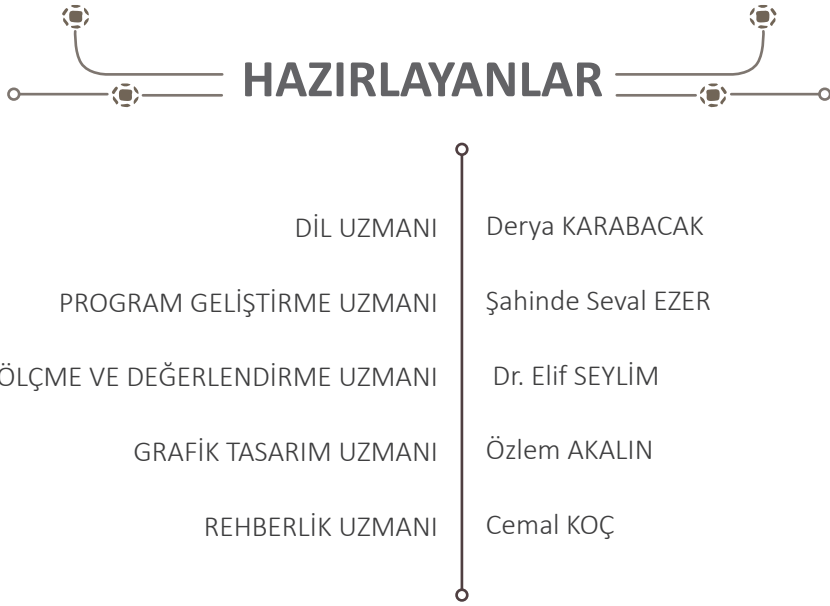 HAZIRLAYANLAR
DİL UZMANI Derya KARABACAK
PROGRAM GELİŞTİRME UZMANI Şahinde Seval EZER
ÖLÇME VE DEĞERLENDİRME UZMANI Dr. Elif SEYLİM
GRAFİK TASARIM UZMANI Özlem AKALIN
REHBERLİK UZMANI Cemal KOÇ